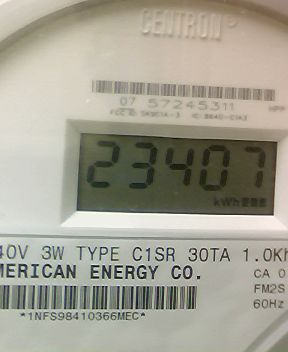 CENTRON
07 57245311
23407
kWh
40V 3W TYPE C1SR 30TA 1.0Kh
MERICAN ENERGY CO.
CA 0
FM2S
60Hz
*1NFS98410366MEC*